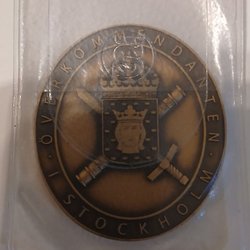 · ÖVERKOMMENDANTEN ·
I STOCKHOLM